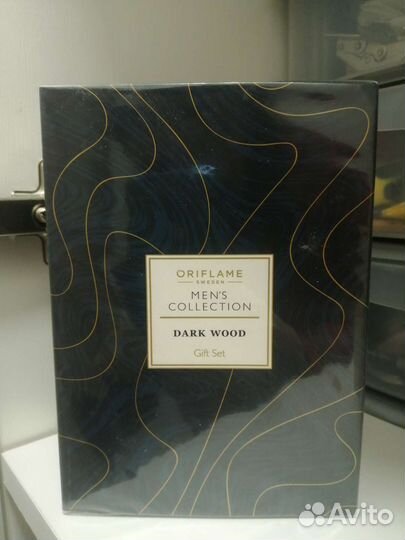 ORIFLAME
SWEDEN
MEN'S
COLLECTION
DARK WOOD
Gift Set
Avito